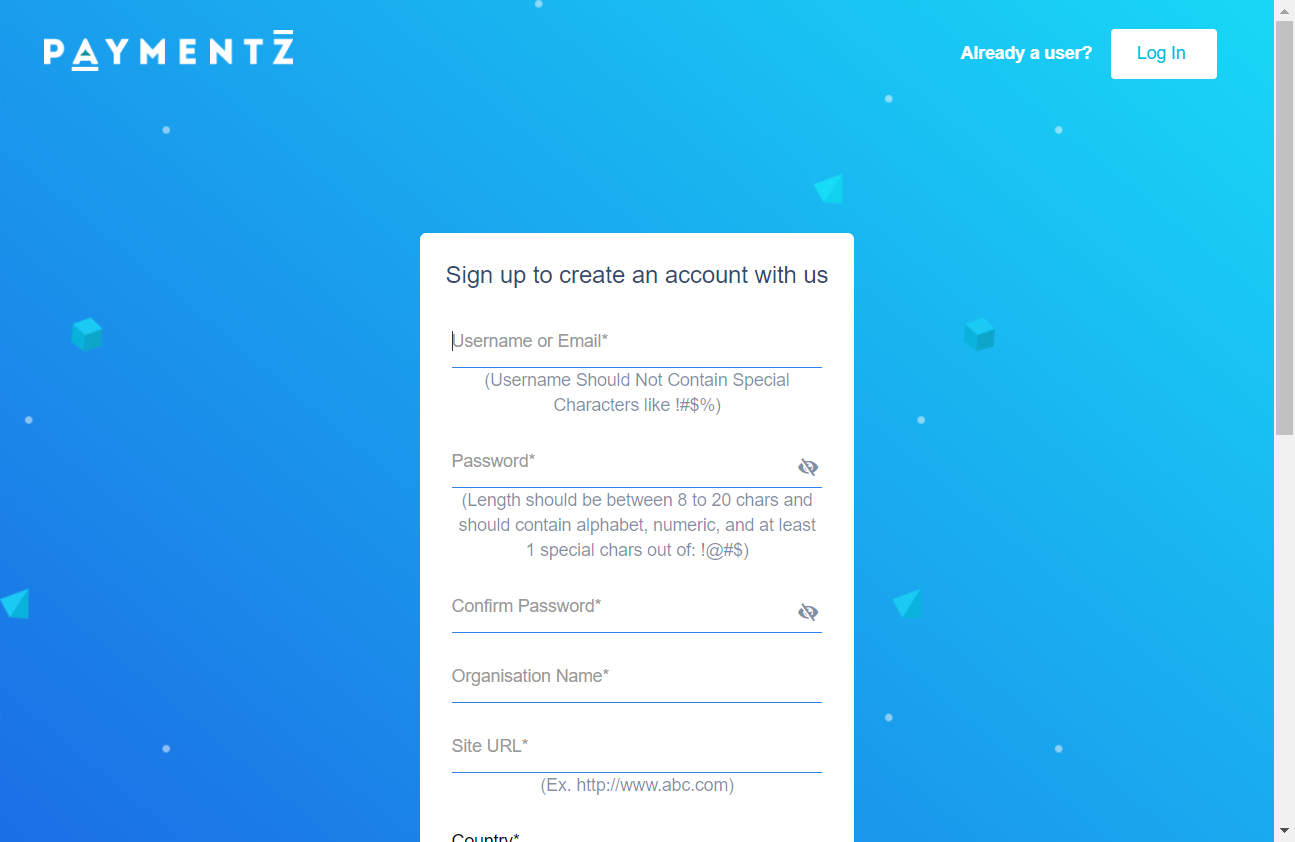 PAYMENTZ
Already a user?
Log In
Sign up to create an account with us
Username or Email*
(Username Should Not Contain Special
Characters like !#$%)
Password*
(Length should be between 8 to 20 chars and
should contain alphabet, numeric, and at least
1 special chars out of: !@#$)
Confirm Password*
Organisation Name*
Site URL*
(Ex. http://www.abc.com)
Country*